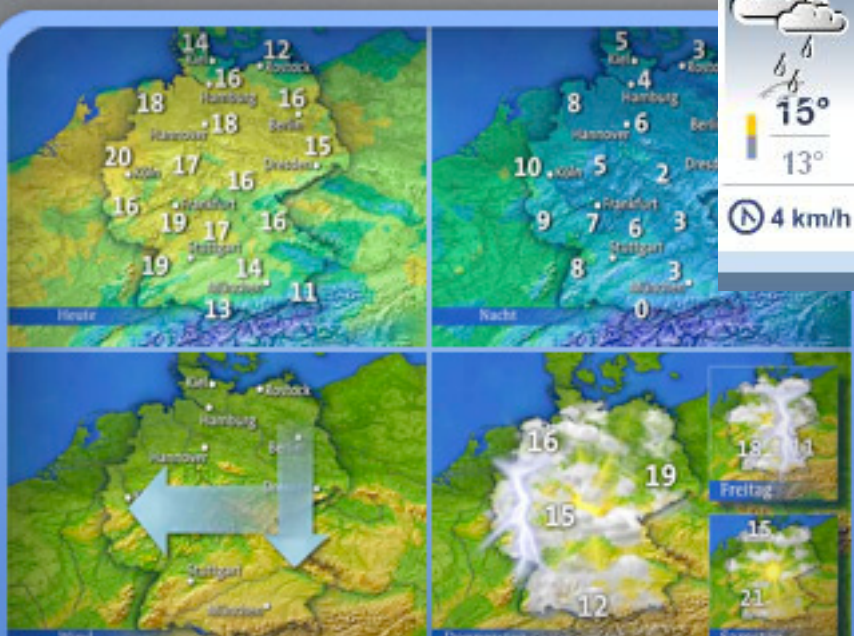 14
Kiel
12
Rostock
16
Hamburg
18
16
Hannover
18
Berlin
15
Dresden
20
Köln
17
16
16
Frankfurt
19
17
16
Stuttgart
19
14
München
11
13
Heute
5
Kiel
3
4
Hamburg
8
Hannover
6
10
Köln
5
2
Frankfurt
9
7
6
3
Stuttgart
8
3
München
0
Nacht
15°
13°
4 km/h
Kiel
Rostock
Hamburg
Hannover
Stuttgart
München
16
19
15
12
18
11
Freitag
15
21